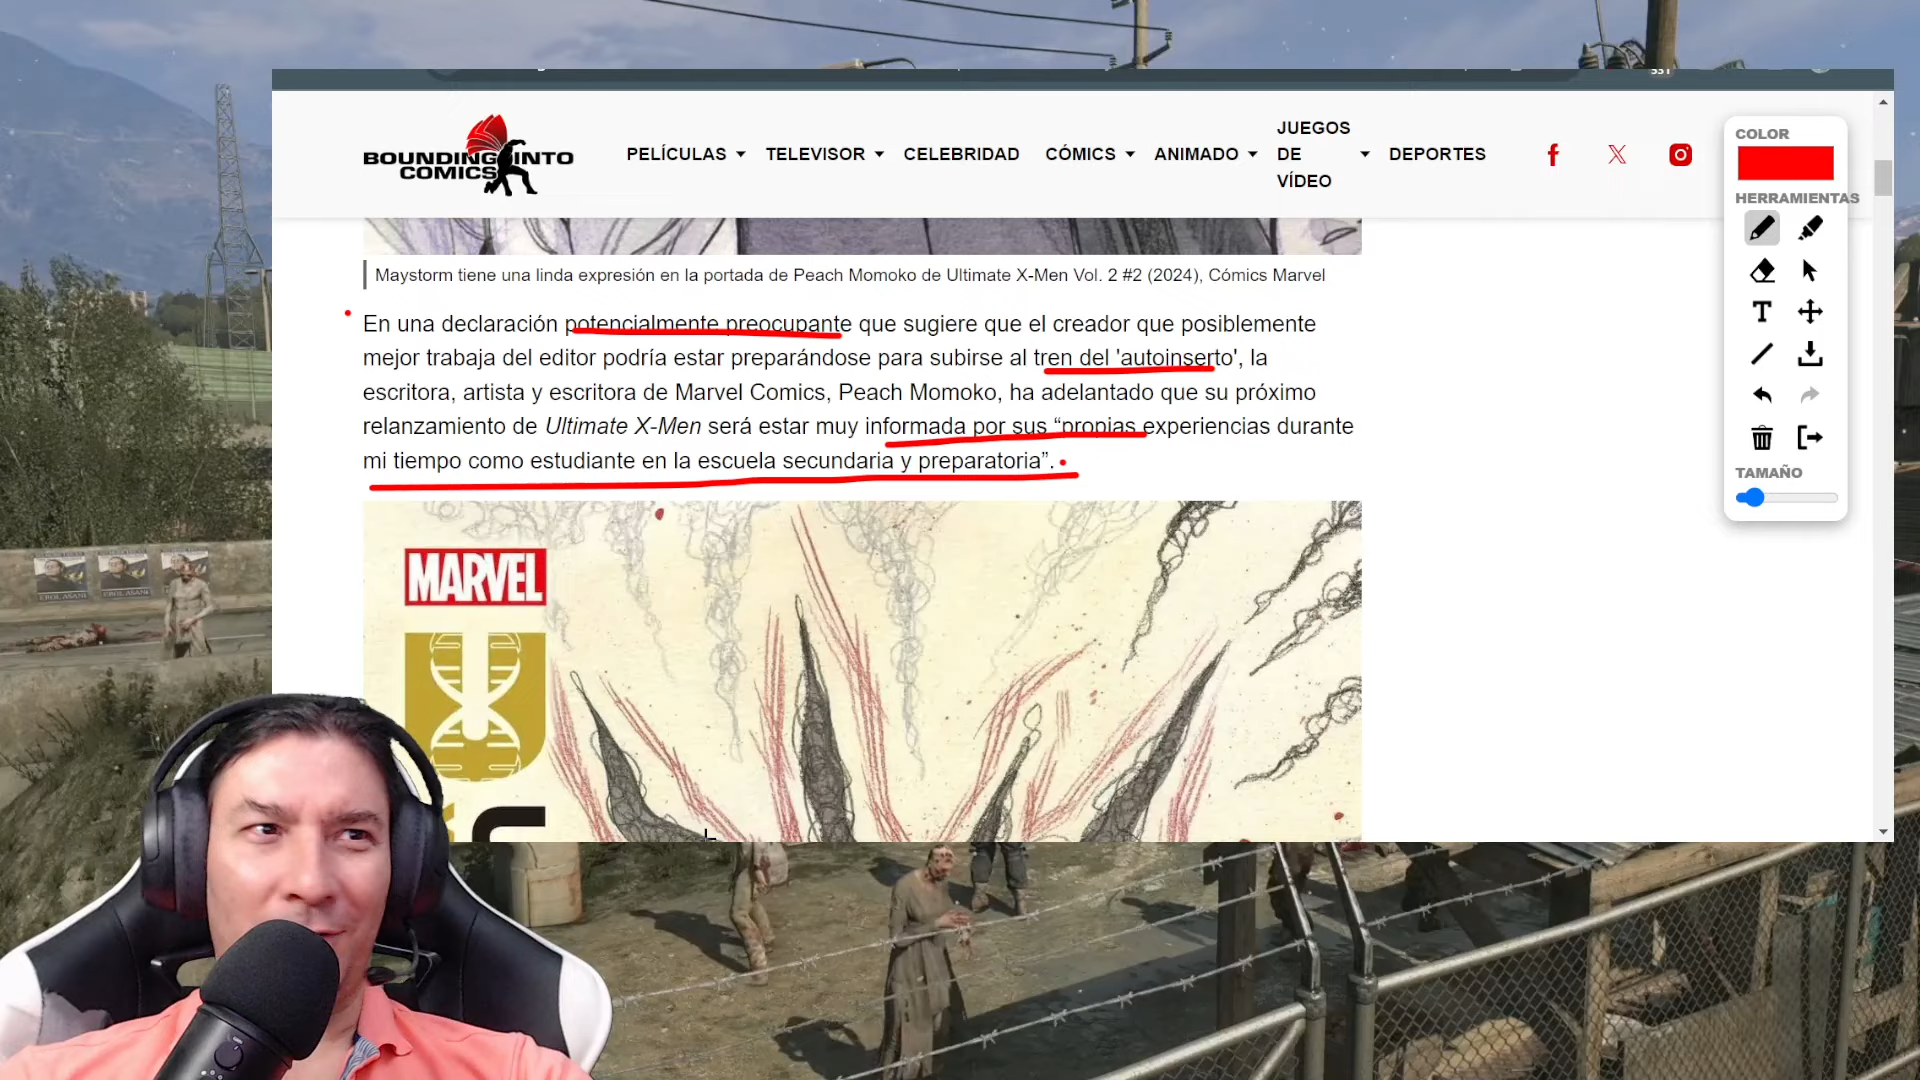 531
BOUNDING INTO
COMICS
PELÍCULAS
TELEVISOR
CELEBRIDAD
CÓMICS
ANIMADO
JUEGOS
DE
VÍDEO
DEPORTES
COLOR
HERRAMIENTAS
T
TAMAÑO
Maystorm tiene una linda expresión en la portada de Peach Momoko de Ultimate X-Men Vol. 2 #2 (2024), Cómics Marvel
En una declaración potencialmente preocupante que sugiere que el creador que posiblemente
mejor trabaja del editor podría estar preparándose para subirse al tren del 'autoinserto', la
escritora, artista y escritora de Marvel Comics, Peach Momoko, ha adelantado que su próximo
relanzamiento de Ultimate X-Men será estar muy informada por sus “propias experiencias durante
mi tiempo como estudiante en la escuela secundaria y preparatoria”.
MARVEL
EROL ASANI
EROL ASANI